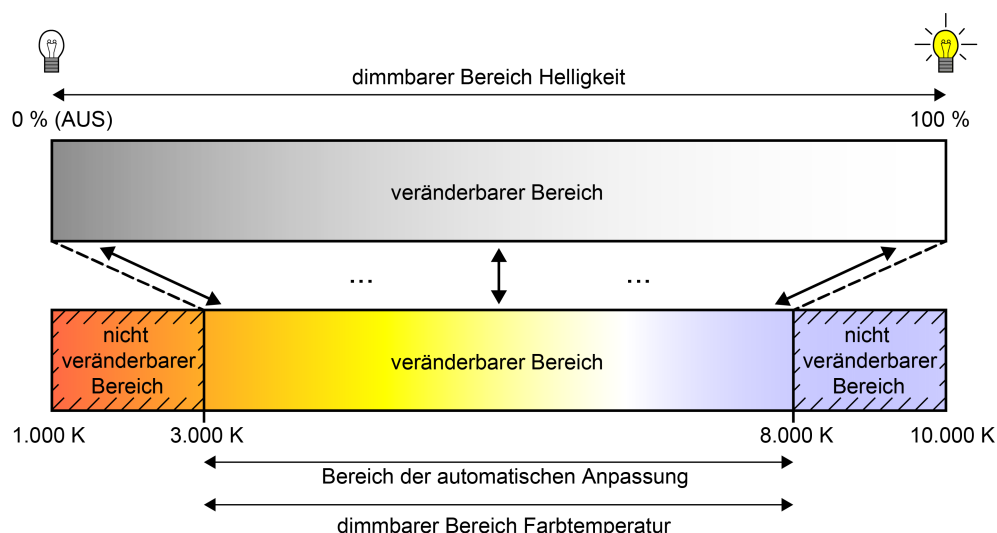 dimmbarer Bereich Helligkeit
0 % (AUS)
100 %
veränderbarer Bereich
...
...
nicht
veränderbarer
Bereich
veränderbarer Bereich
nicht
veränderbarer
Bereich
1.000 K
3.000 K
8.000 K
10.000 K
Bereich der automatischen Anpassung
dimmbarer Bereich Farbtemperatur